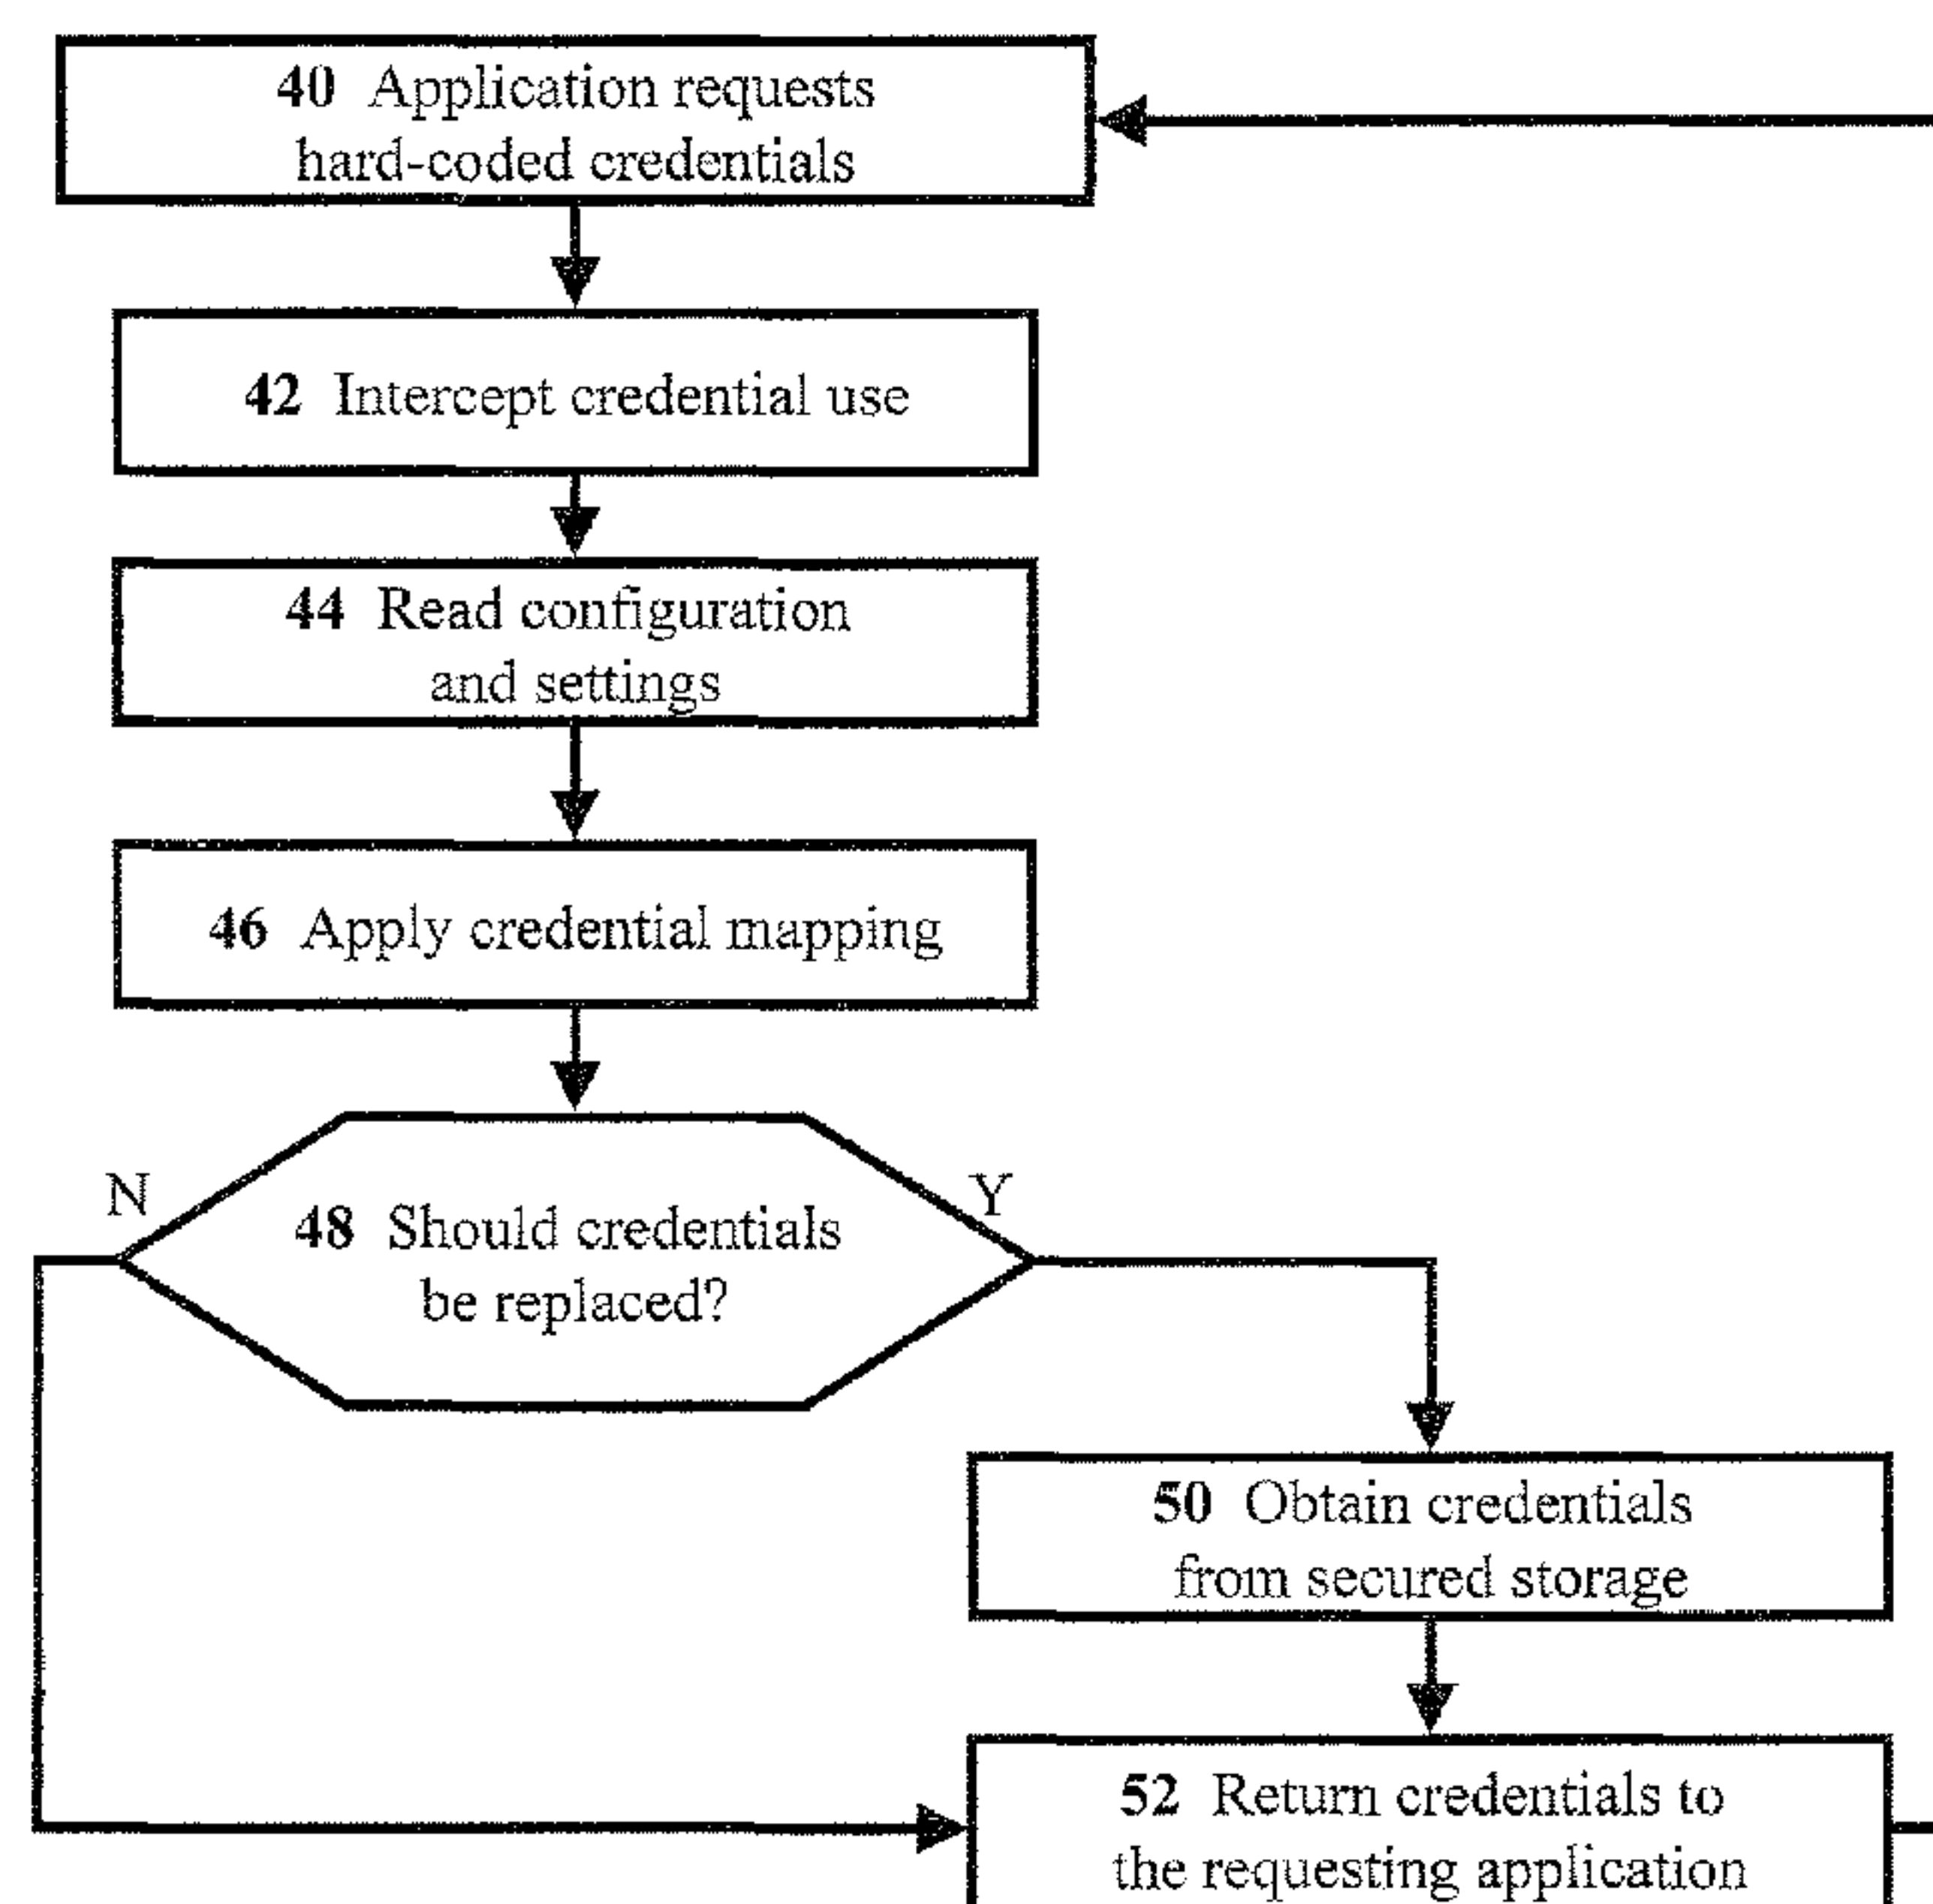 40 Application requests
hard-coded credentials
42 Intercept credential use
44 Read configuration
and settings
46 Apply credential mapping
N
Y
48 Should credentials
be replaced?
50 Obtain credentials
from secured storage
52 Return credentials to
the requesting application